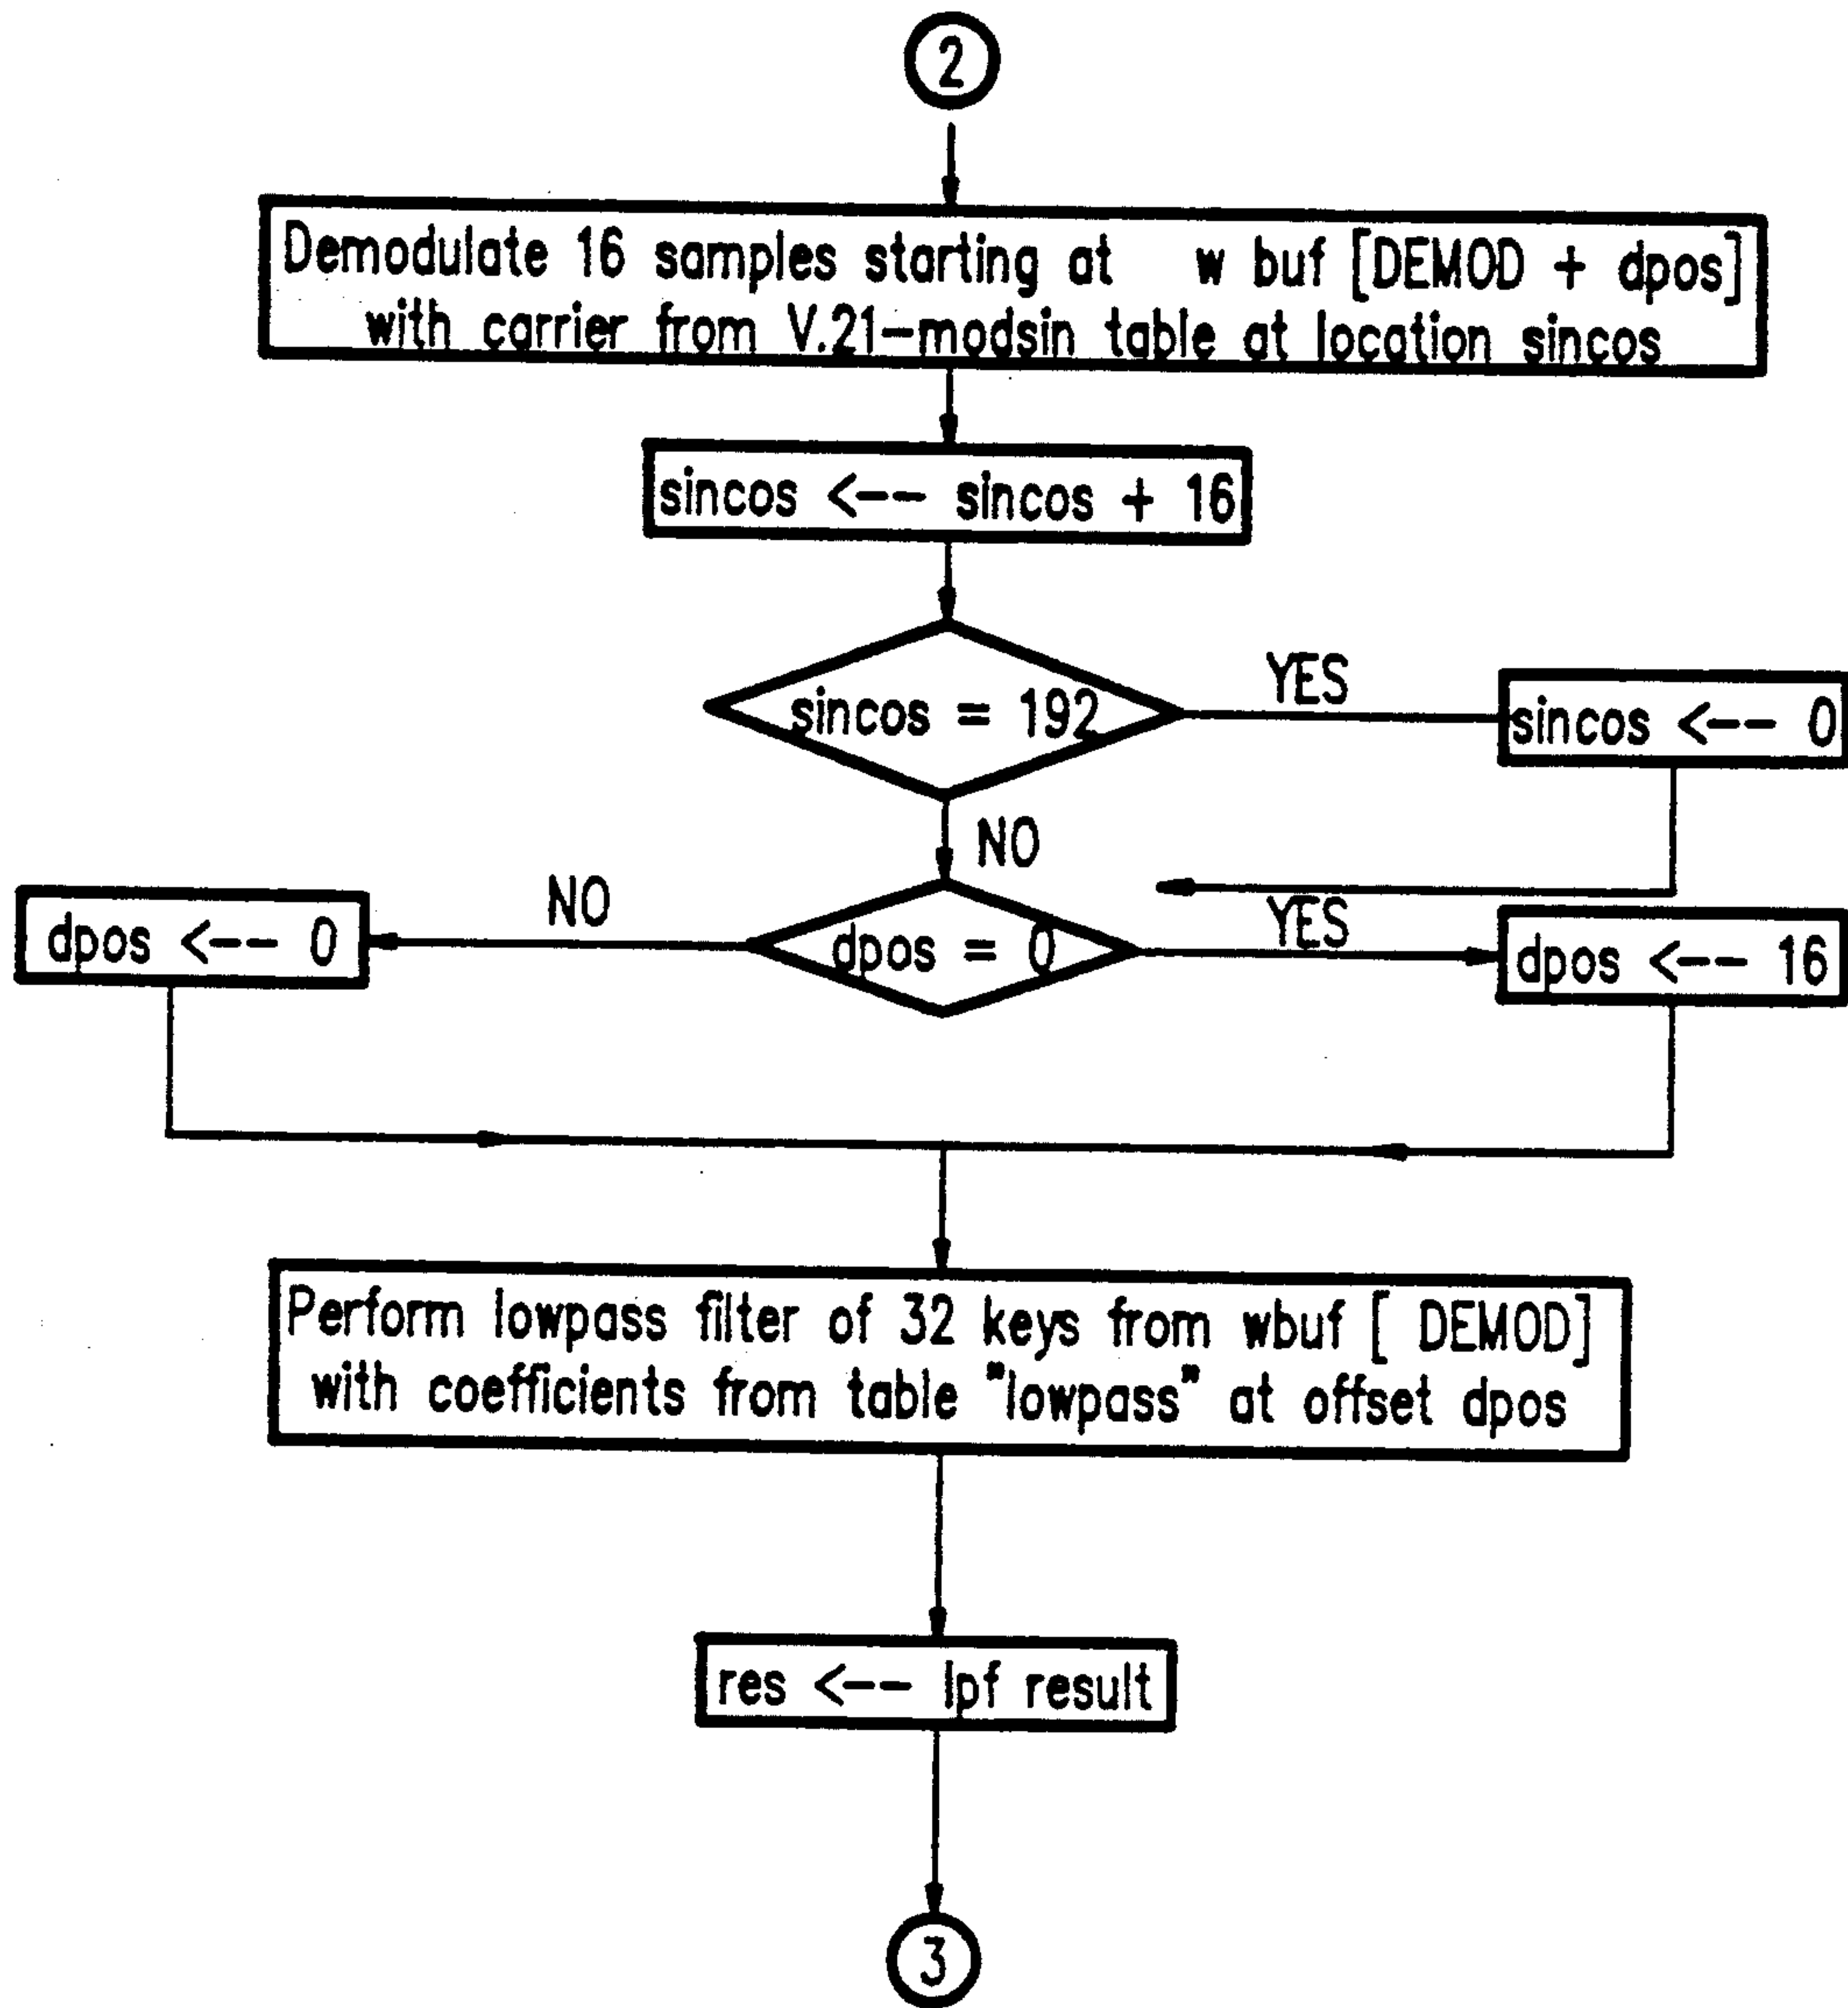 2
Demodulate 16 samples starting at w buf [DEMOD + dpos]
with carrier from V.21-modsin table at location sincos
sincos <-- sincos + 16
sincos = 192
YES
sincos <-- 0
NO
dpos <-- 0
NO
dpos = 0
YES
dpos <-- 16
Perform lowpass filter of 32 keys from wbuf [ DEMOD]
with coefficients from table "lowpass" at offset dpos
res <-- lpf result
3